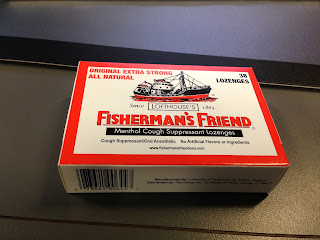 ORIGINAL EXTRA STRONG
ALL NATURAL
38
LOZENGES
Since LOFTHOUSE'S 1865
FISHERMAN'S FRIEND®
Menthol Cough Suppressant Lozenges
Cough Suppressant/Oral Anesthetic No Artificial Flavors or Ingredients
www.fishermansfriendusa.com